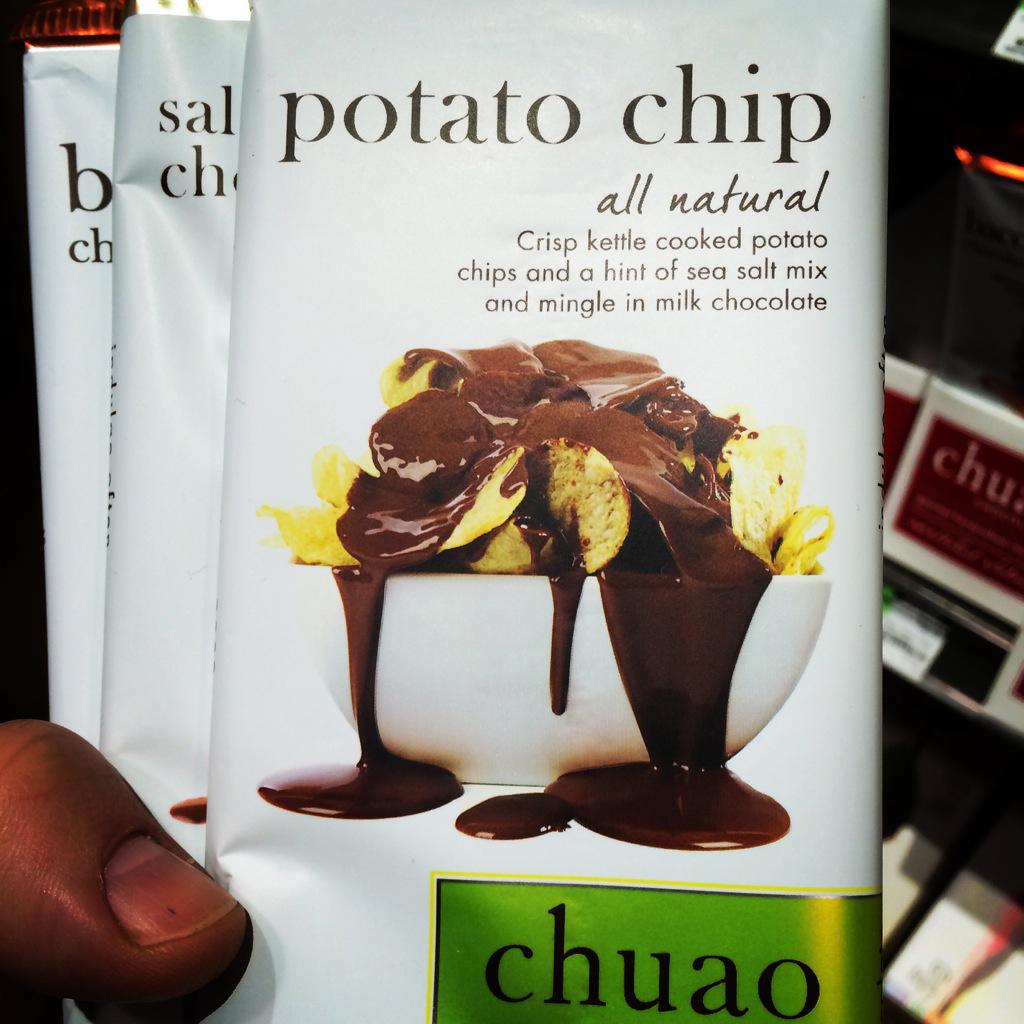 potato chip
all natural
Crisp kettle cooked potato
chips and a hint of sea salt mix
and mingle in milk chocolate
chuao
sal
ch
b
ch
chua